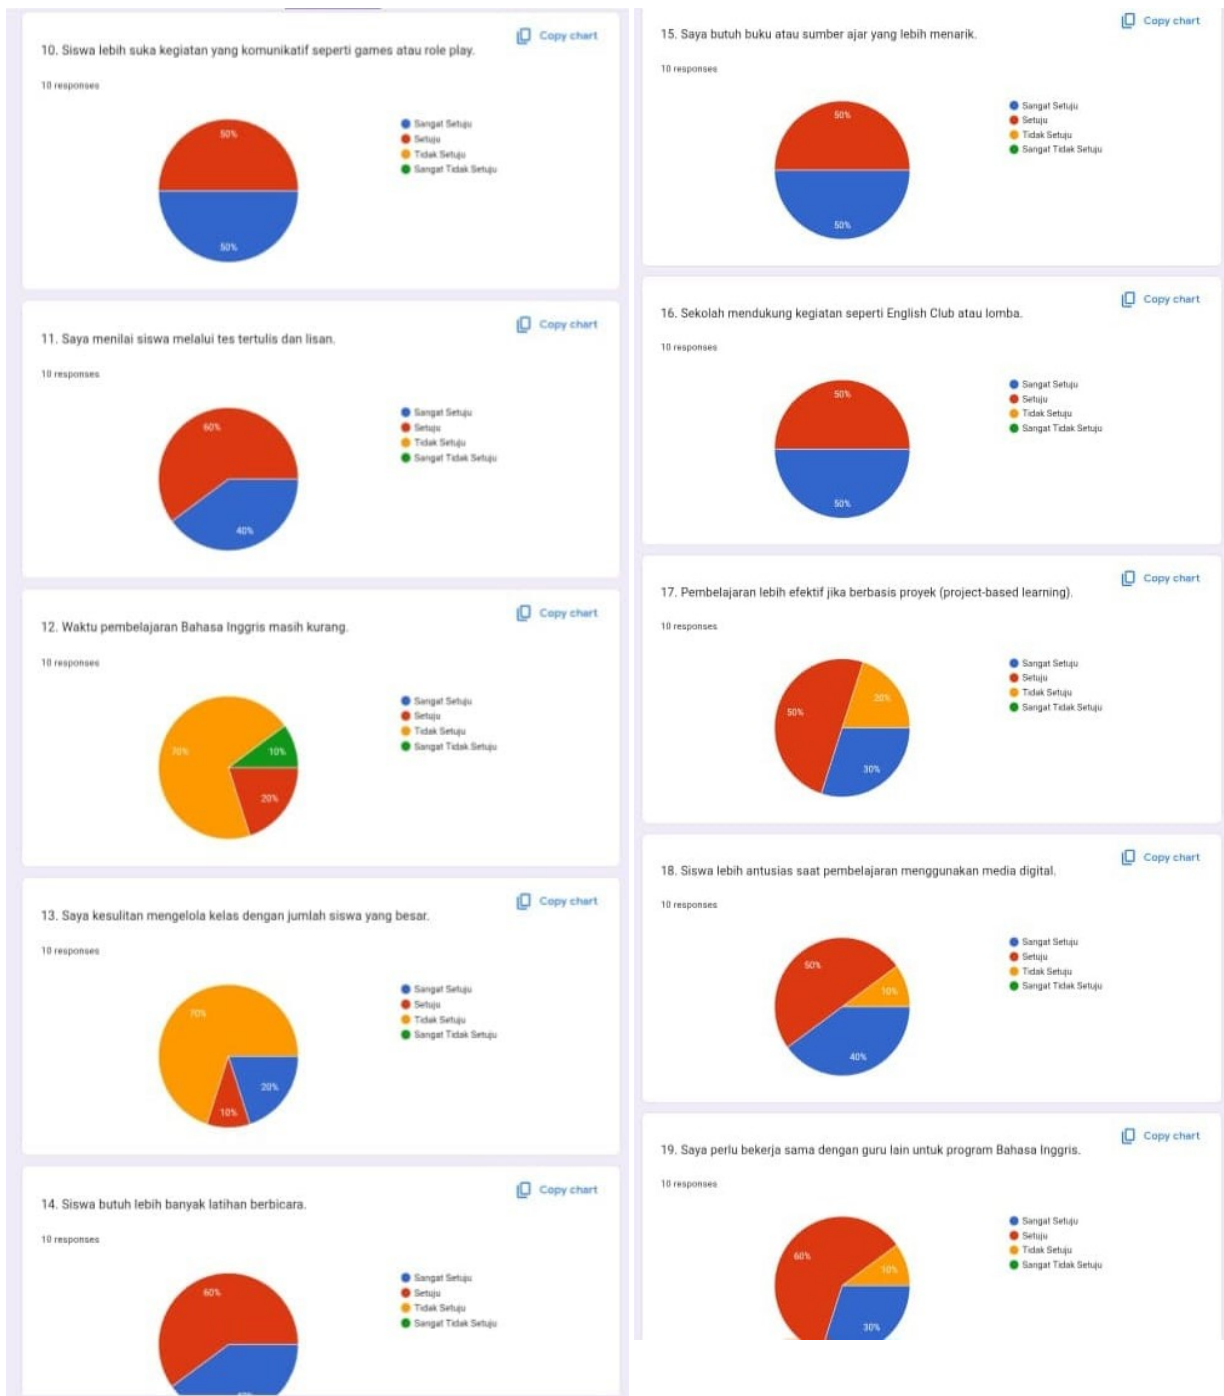 Copy chart
10. Siswa lebih suka kegiatan yang komunikatif seperti games atau role play.
10 responses
Sangat Setuju
Setuju
Tidak Setuju
Sangat Tidak Setuju
50%
50%
Copy chart
11. Saya menilai siswa melalui tes tertulis dan lisan.
10 responses
Sangat Setuju
Setuju
Tidak Setuju
Sangat Tidak Setuju
60%
40%
Copy chart
12. Waktu pembelajaran Bahasa Inggris masih kurang.
10 responses
Sangat Setuju
Setuju
Tidak Setuju
Sangat Tidak Setuju
70%
10%
20%
Copy chart
13. Saya kesulitan mengelola kelas dengan jumlah siswa yang besar.
10 responses
Sangat Setuju
Setuju
Tidak Setuju
Sangat Tidak Setuju
70%
20%
10%
Copy chart
14. Siswa butuh lebih banyak latihan berbicara.
10 responses
Sangat Setuju
Setuju
Tidak Setuju
Sangat Tidak Setuju
60%
Copy chart
15. Saya butuh buku atau sumber ajar yang lebih menarik.
10 responses
Sangat Setuju
Setuju
Tidak Setuju
Sangat Tidak Setuju
50%
50%
Copy chart
16. Sekolah mendukung kegiatan seperti English Club atau lomba.
10 responses
Sangat Setuju
Setuju
Tidak Setuju
Sangat Tidak Setuju
50%
50%
Copy chart
17. Pembelajaran lebih efektif jika berbasis proyek (project-based learning).
10 responses
Sangat Setuju
Setuju
Tidak Setuju
Sangat Tidak Setuju
20%
50%
30%
Copy chart
18. Siswa lebih antusias saat pembelajaran menggunakan media digital.
10 responses
Sangat Setuju
Setuju
Tidak Setuju
Sangat Tidak Setuju
50%
10%
40%
Copy chart
19. Saya perlu bekerja sama dengan guru lain untuk program Bahasa Inggris.
10 responses
Sangat Setuju
Setuju
Tidak Setuju
Sangat Tidak Setuju
60%
10%
30%